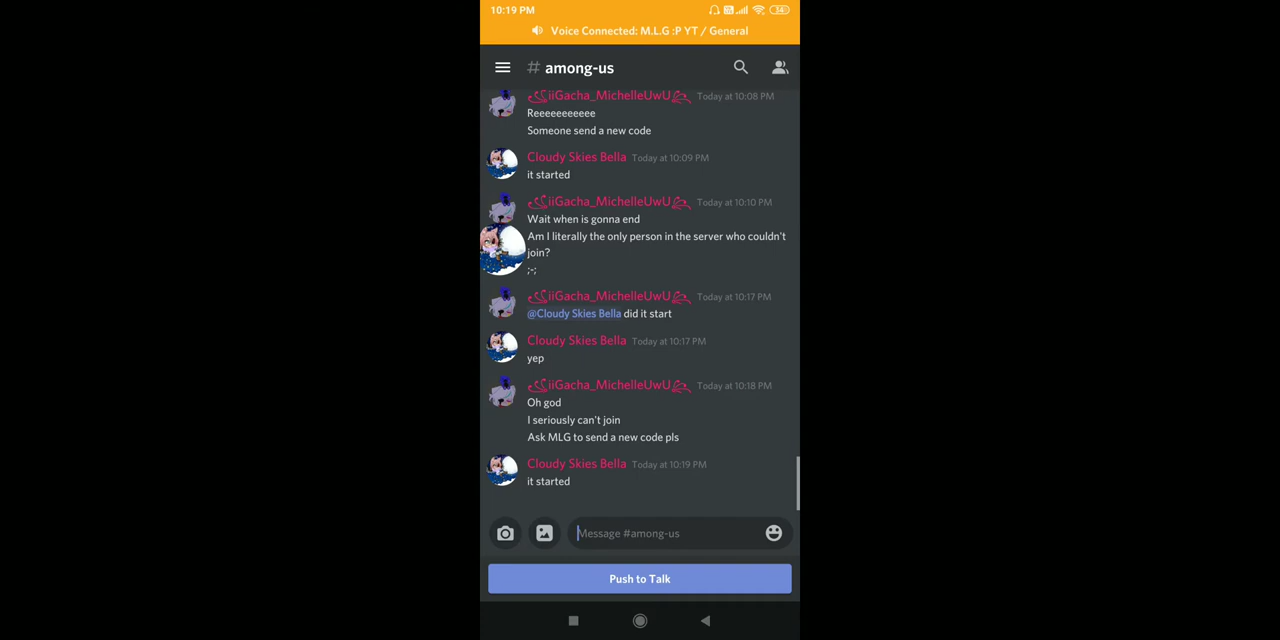 10:19 PM
34
Voice Connected: M.L.G :P YT / General
# among-us
iiGacha_MichelleUwU Today at 10:08 PM
Reeeeeeeeeee
Someone send a new code
Cloudy Skies Bella Today at 10:09 PM
it started
iiGacha_MichelleUwU Today at 10:10 PM
Wait when is gonna end
Am I literally the only person in the server who couldn't
join?
;-;
iiGacha_MichelleUwU Today at 10:17 PM
@Cloudy Skies Bella did it start
Cloudy Skies Bella Today at 10:17 PM
yep
iiGacha_MichelleUwU Today at 10:18 PM
Oh god
I seriously can't join
Ask MLG to send a new code pls
Cloudy Skies Bella Today at 10:19 PM
it started
Message #among-us
Push to Talk